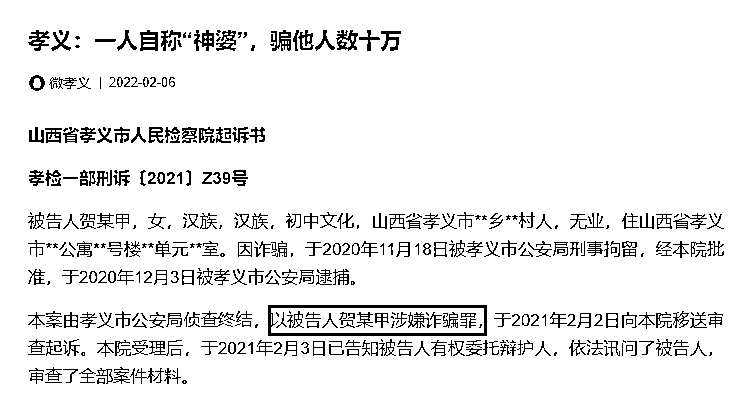 孝义：一人自称“神婆”，骗他人数十万
微孝义 | 2022-02-06
山西省孝义市人民检察院起诉书
孝检一部刑诉〔2021〕Z39号
被告人贺某甲，女，汉族，汉族，初中文化，山西省孝义市**乡**村人，无业，住山西省孝义
市**公寓**号楼**单元**室。因诈骗，于2020年11月18日被孝义市公安局刑事拘留，经本院批
准，于2020年12月3日被孝义市公安局逮捕。
本案由孝义市公安局侦查终结，以被告人贺某甲涉嫌诈骗罪，于2021年2月2日向本院移送审
查起诉。本院受理后，于2021年2月3日已告知被告人有权委托辩护人，依法讯问了被告人，
审查了全部案件材料。